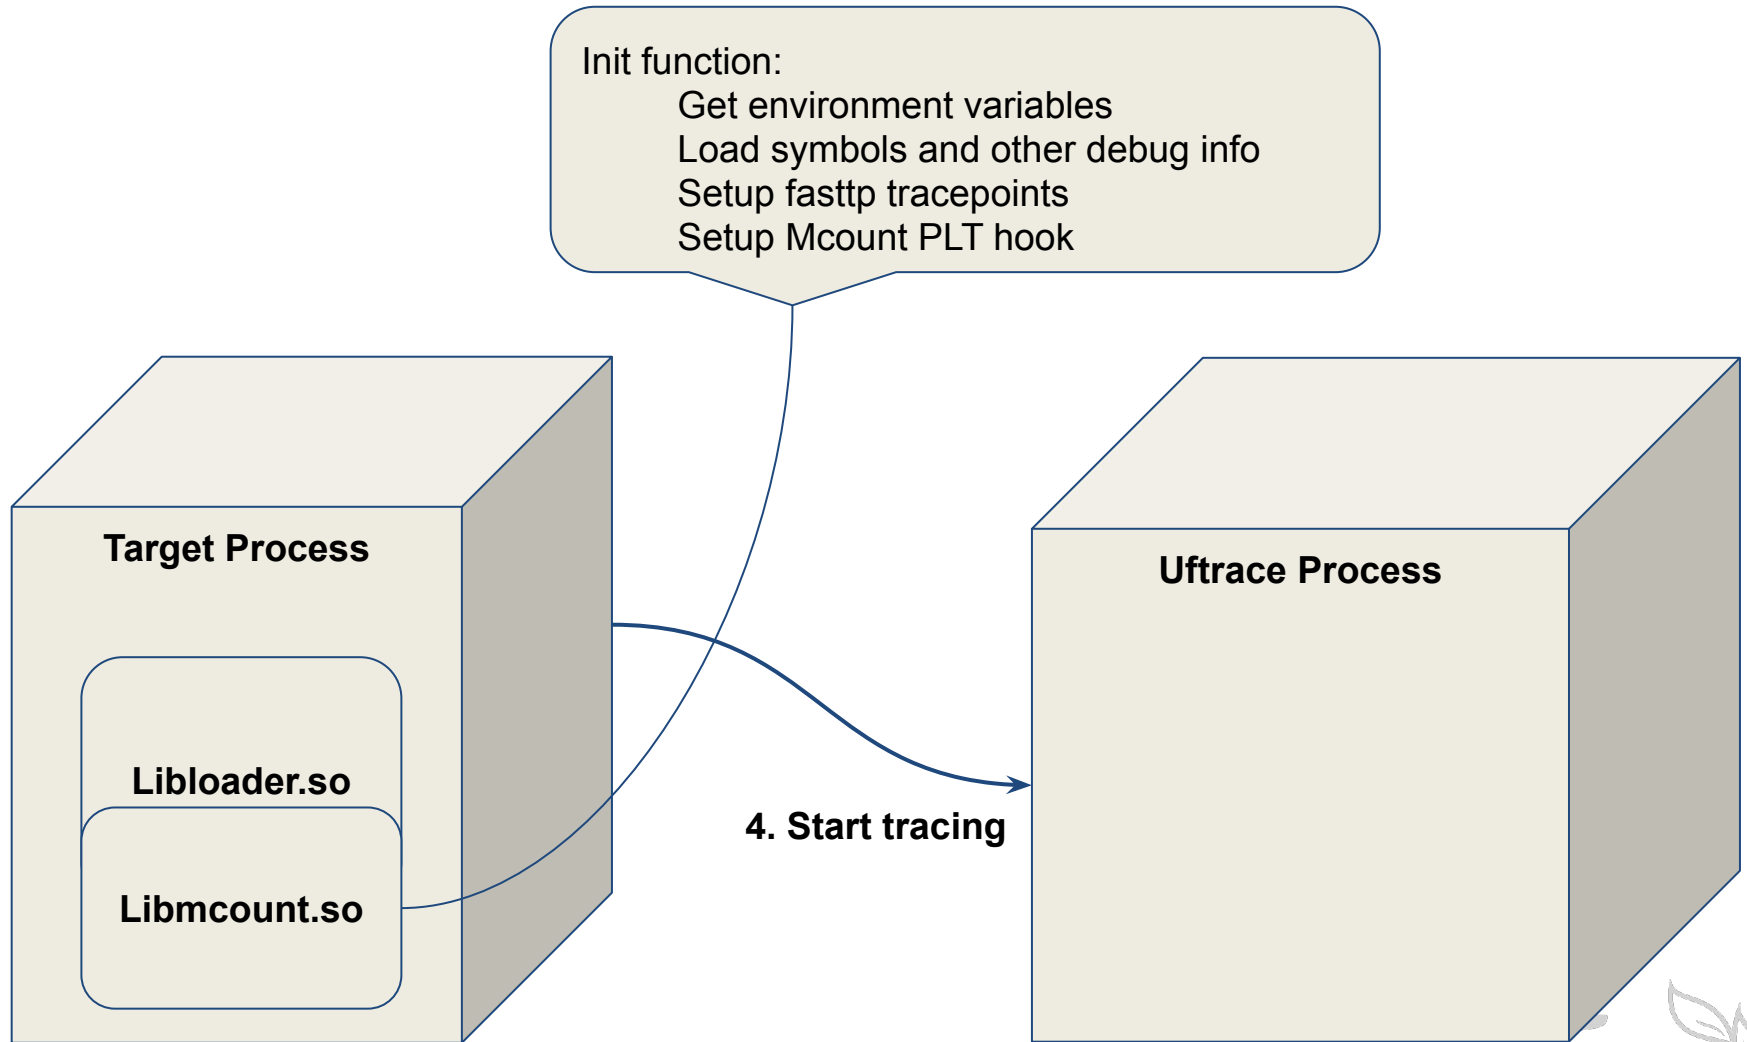 Init function:
Get environment variables
Load symbols and other debug info
Setup fasttp tracepoints
Setup Mcount PLT hook
Target Process
Uftrace Process
Libloader.so
4. Start tracing
Libmcount.so